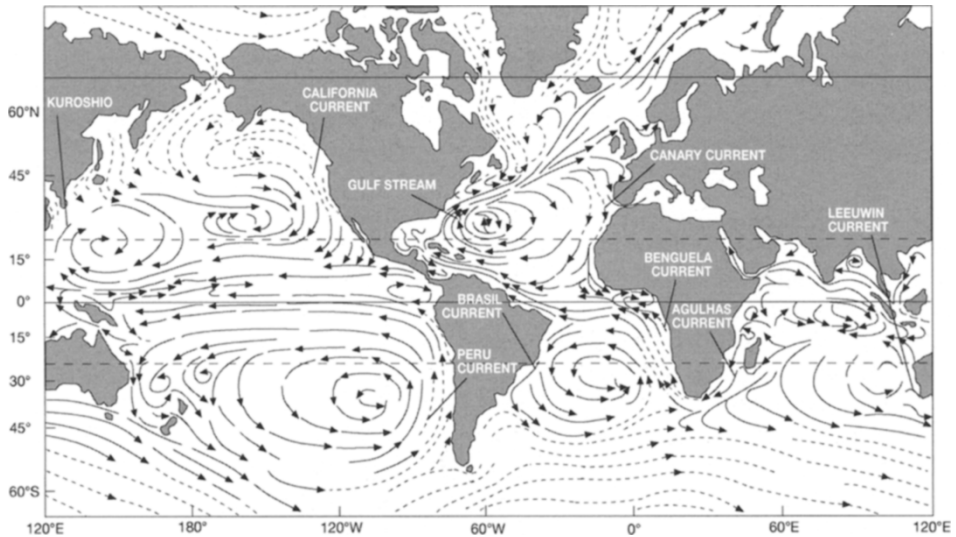 60°N
KUROSHIO
CALIFORNIA
CURRENT
45°
GULF STREAM
CANARY CURRENT
LEEUWIN
CURRENT
15°
BENGUELA
CURRENT
0°
BRASIL
CURRENT
AGULHAS
CURRENT
15°
PERU
CURRENT
30°
45°
60°S
120°E
180°
120°W
60°W
0°
60°E
120°E